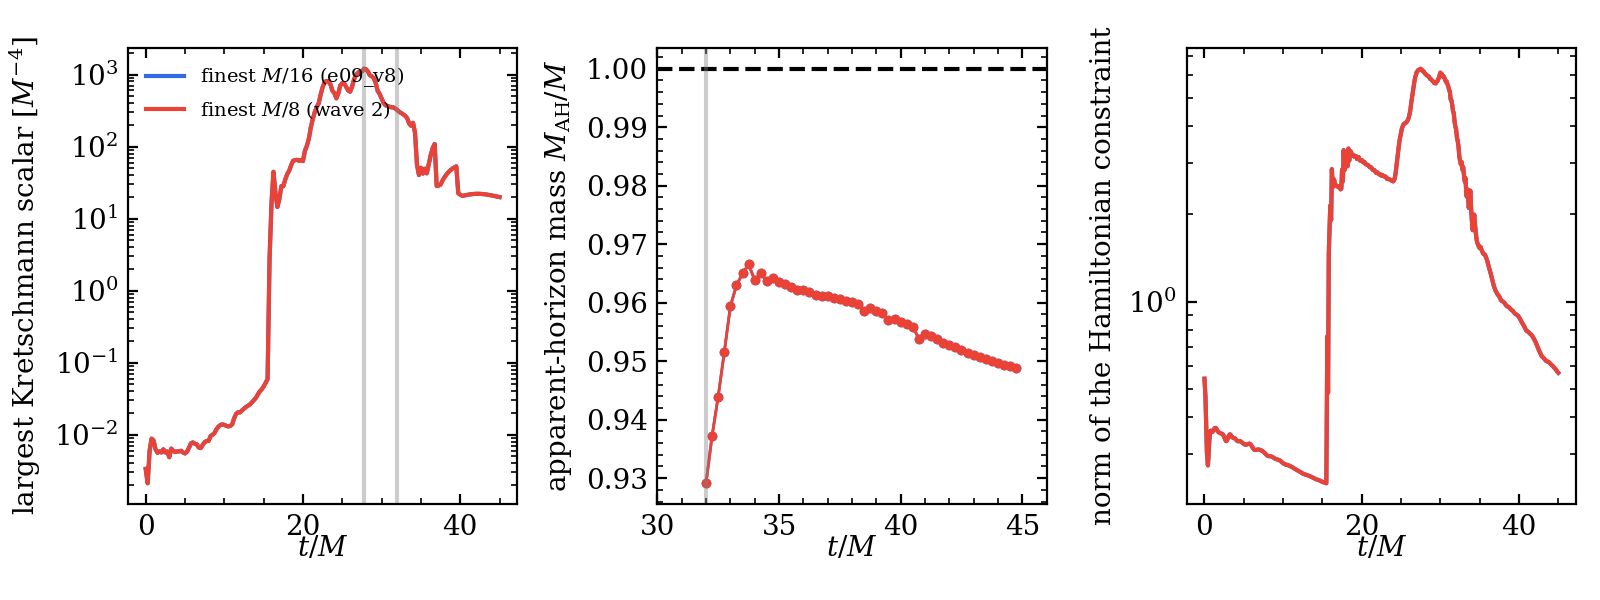 largest Kretschmann scalar [M⁻⁴]
10³
10²
10¹
10⁰
10⁻¹
10⁻²
finest M/16 (e09_v8)
finest M/8 (wave 2)
0 20 40
t/M
apparent-horizon mass M_AH/M
1.00
0.99
0.98
0.97
0.96
0.95
0.94
0.93
30 35 40 45
t/M
norm of the Hamiltonian constraint
10⁰
0 20 40
t/M